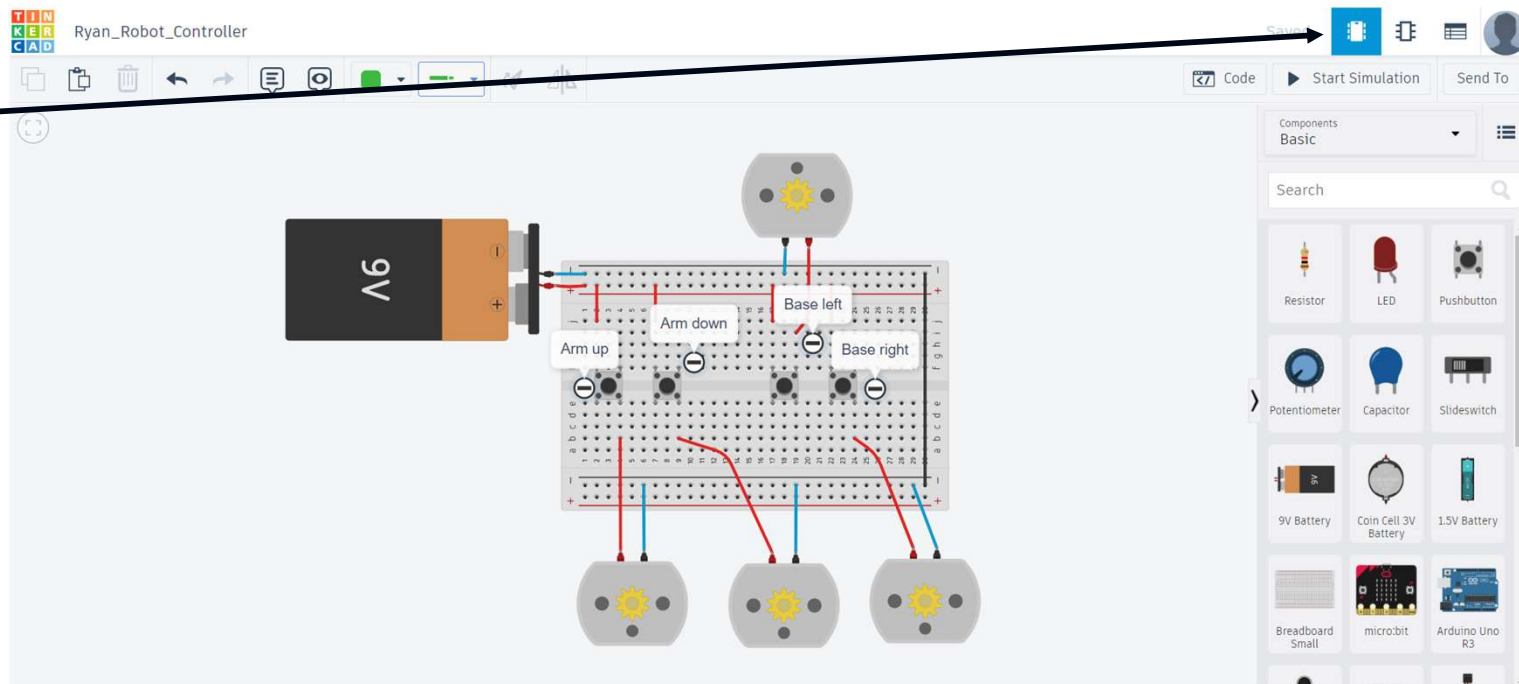 TIN
KER
CAD
Ryan_Robot_Controller
Code
Start Simulation
Send To
Components
Basic
Search
9V
Arm up
Arm down
Base left
Base right
Resistor
LED
Pushbutton
Potentiometer
Capacitor
Slideswitch
9V
9V Battery
Coin Cell 3V
Battery
1.5V Battery
Breadboard
Small
micro:bit
Arduino Uno
R3